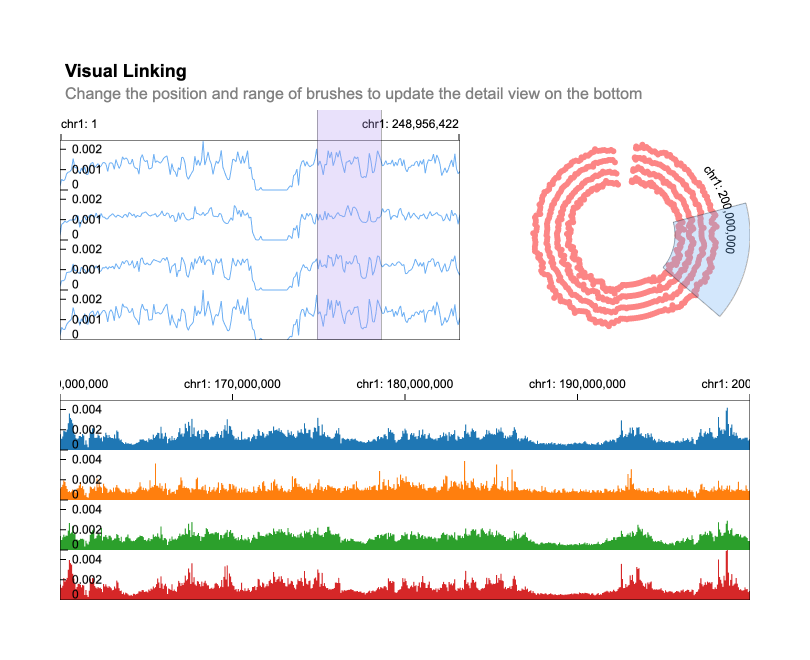 Visual Linking
Change the position and range of brushes to update the detail view on the bottom
chr1: 1
chr1: 248,956,422
0.002
0.001
0
0.002
0.001
0
0.002
0.001
0
0.002
0.001
0
chr1: 200,000,000
0,000,000
chr1: 170,000,000
chr1: 180,000,000
chr1: 190,000,000
chr1: 200
0.004
0.002
0
0.004
0.002
0
0.004
0.002
0
0.004
0.002
0